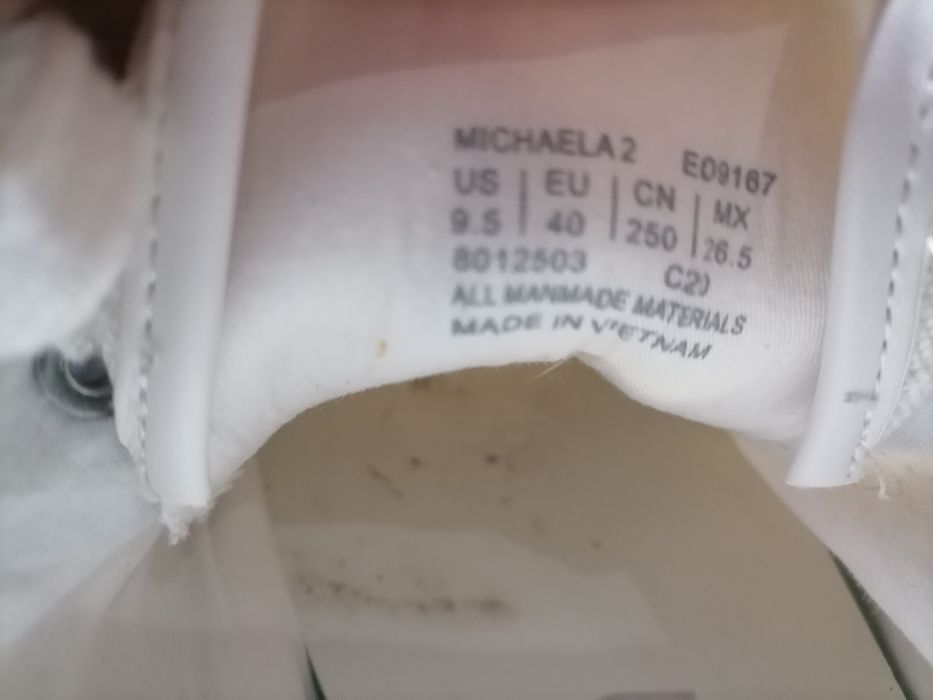 MICHAELA 2 E09167
US | EU | CN | MX
9.5 | 40 | 250 | 26.5
8012503 C20
ALL MANMADE MATERIALS
MADE IN VIETNAM